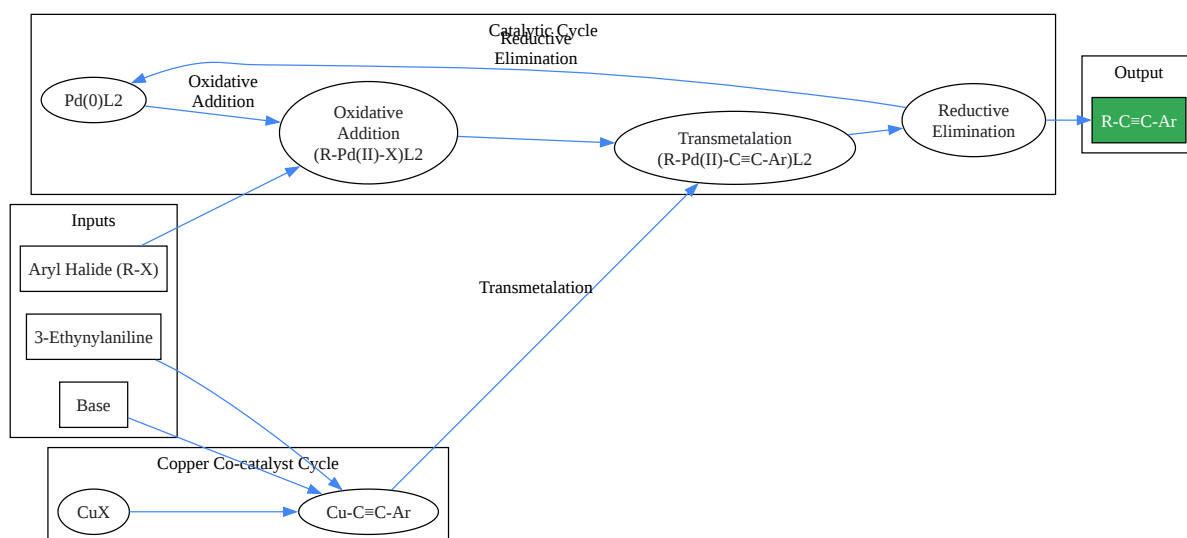 Catalytic Cycle
Reductive
Elimination
Oxidative
Addition
Pd(0)L2
Oxidative
Addition
(R-Pd(II)-X)L2
Transmetalation
(R-Pd(II)-C≡C-Ar)L2
Reductive
Elimination
Output
R-C≡C-Ar
Inputs
Aryl Halide (R-X)
3-Ethynylaniline
Base
Transmetalation
Copper Co-catalyst Cycle
CuX
Cu-C≡C-Ar